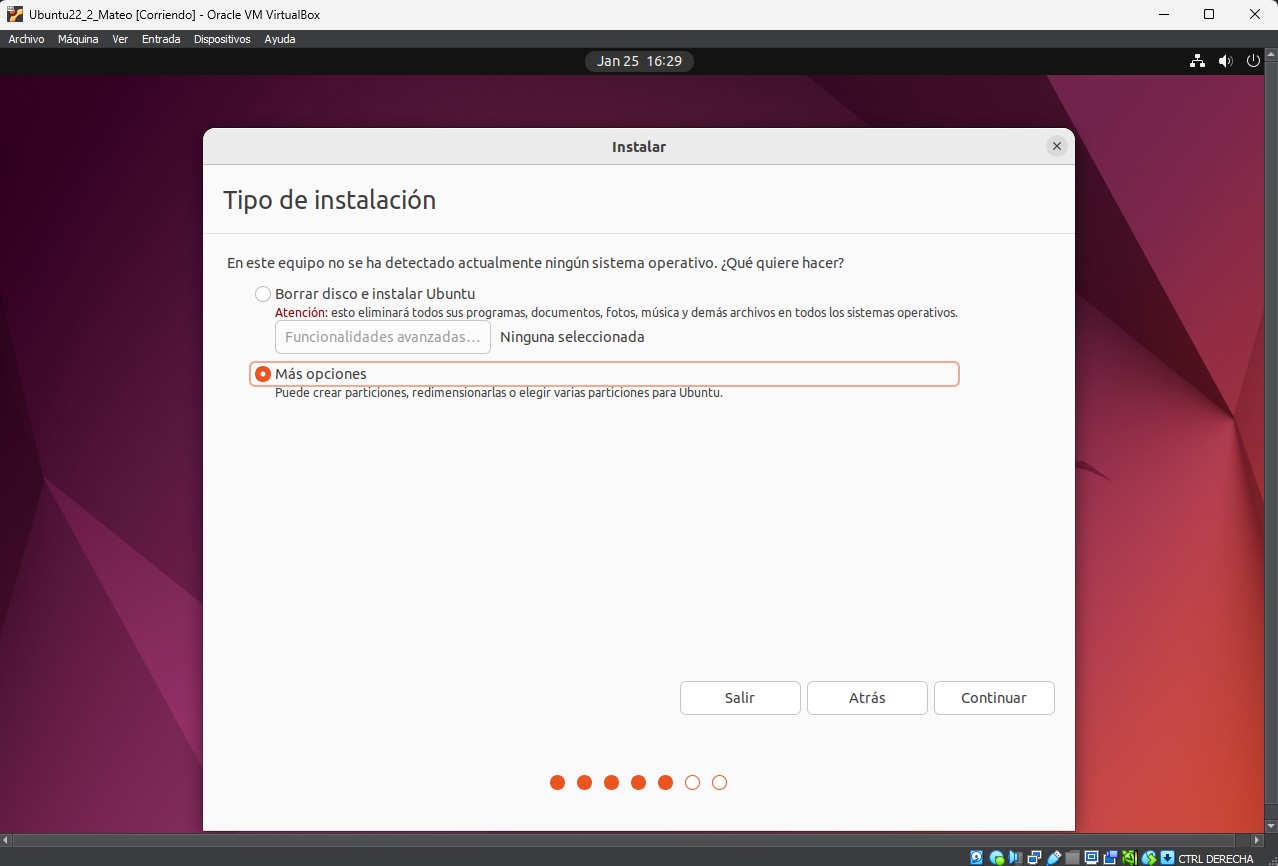 Ubuntu22_2_Mateo [Corriendo] - Oracle VM VirtualBox
Archivo Máquina Ver Entrada Dispositivos Ayuda
Jan 25 16:29
Instalar
Tipo de instalación
En este equipo no se ha detectado actualmente ningún sistema operativo. ¿Qué quiere hacer?
Borrar disco e instalar Ubuntu
Atención: esto eliminará todos sus programas, documentos, fotos, música y demás archivos en todos los sistemas operativos.
Funcionalidades avanzadas... Ninguna seleccionada
Más opciones
Puede crear particiones, redimensionarlas o elegir varias particiones para Ubuntu.
Salir Atrás Continuar
CTRL DERECHA